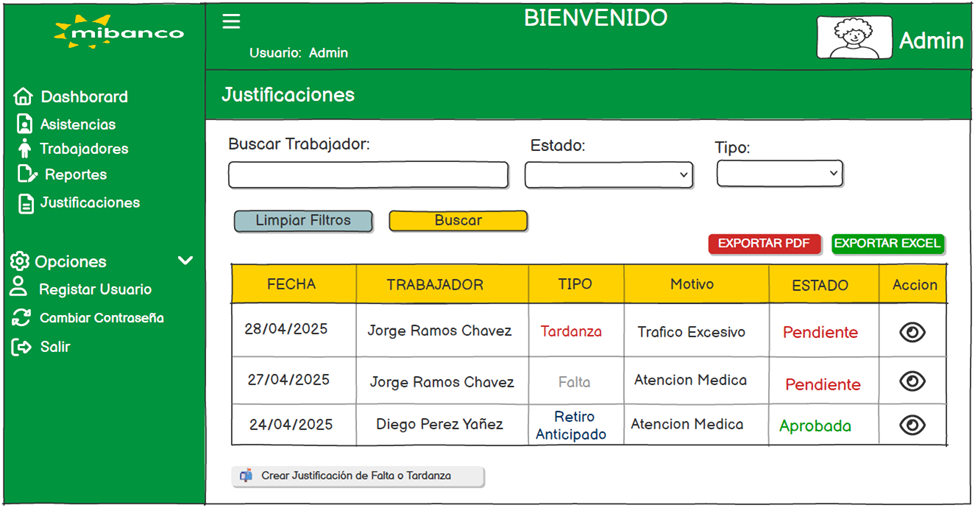 mibanco
BIENVENIDO
Usuario: Admin
Admin
Dashborard
Asistencias
Trabajadores
Reportes
Justificaciones
Opciones
Registar Usuario
Cambiar Contraseña
Salir
Justificaciones
Buscar Trabajador: Estado: Tipo:
Limpiar Filtros Buscar
EXPORTAR PDF EXPORTAR EXCEL
FECHA TRABAJADOR TIPO Motivo ESTADO Accion
28/04/2025 Jorge Ramos Chavez Tardanza Trafico Excesivo Pendiente
27/04/2025 Jorge Ramos Chavez Falta Atencion Medica Pendiente
24/04/2025 Diego Perez Yañez Retiro Anticipado Atencion Medica Aprobada
Crear Justificación de Falta o Tardanza